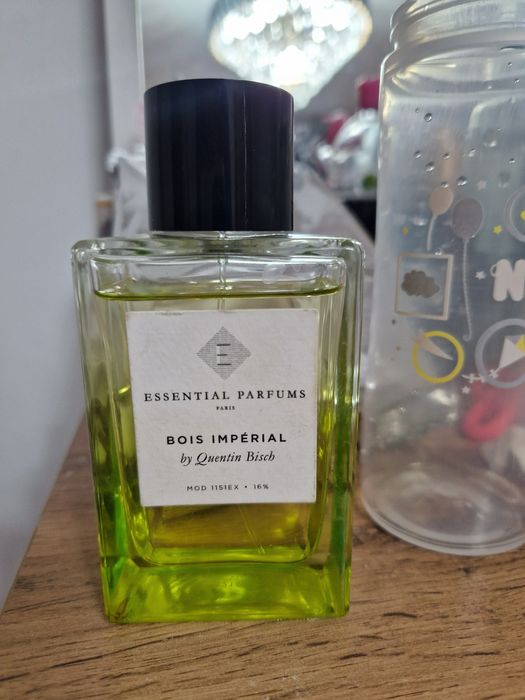 E
ESSENTIAL PARFUMS
PARIS
BOIS IMPÉRIAL
by Quentin Bisch
MOD 1151EX • 16%
N